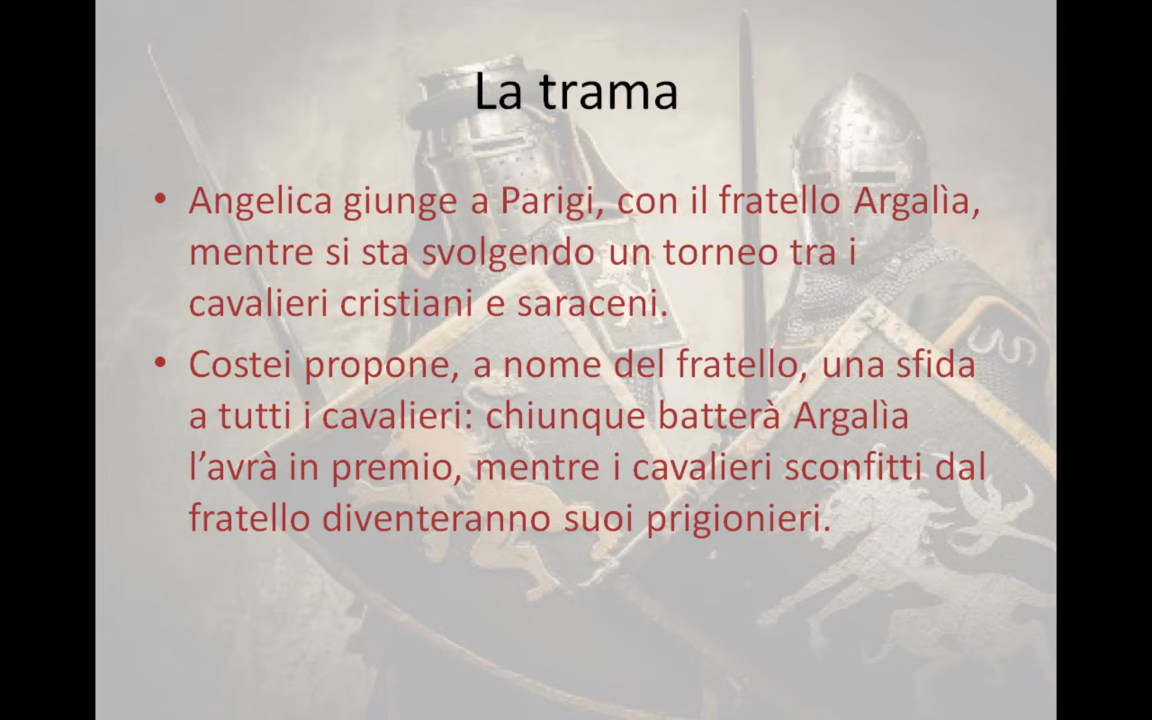 La trama
• Angelica giunge a Parigi, con il fratello Argalìa,
mentre si sta svolgendo un torneo tra i
cavalieri cristiani e saraceni.
• Costei propone, a nome del fratello, una sfida
a tutti i cavalieri: chiunque batterà Argalìa
l’avrà in premio, mentre i cavalieri sconfitti dal
fratello diventeranno suoi prigionieri.